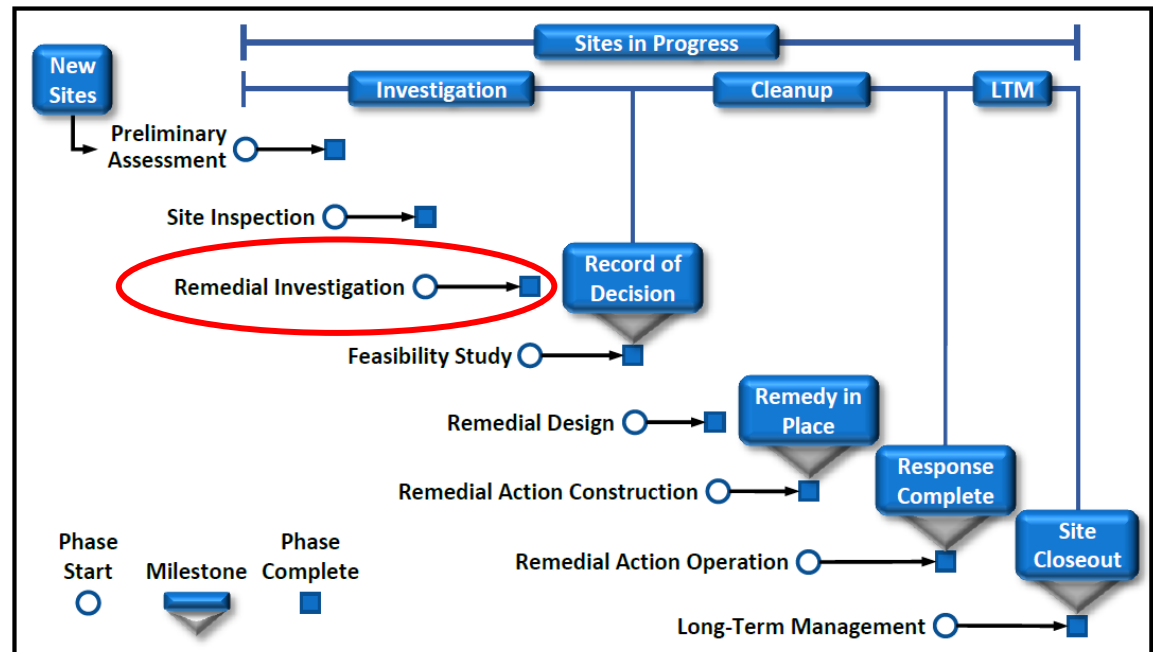 Sites in Progress
New
Sites
Investigation
Cleanup
LTM
Preliminary
Assessment
Site Inspection
Remedial Investigation
Record of
Decision
Feasibility Study
Remedial Design
Remedy in
Place
Remedial Action Construction
Response
Complete
Remedial Action Operation
Site
Closeout
Long-Term Management
Phase
Start
Milestone
Phase
Complete